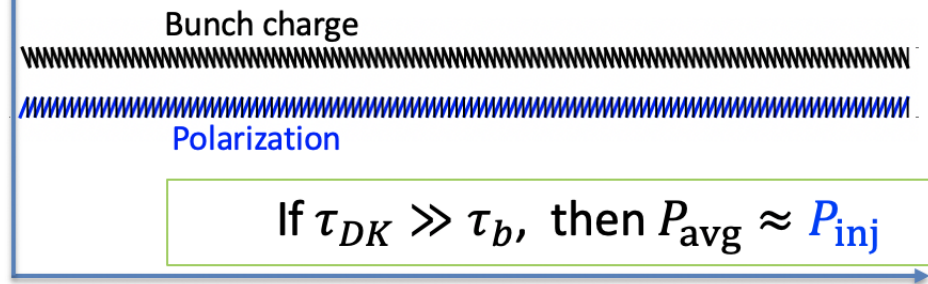 Bunch charge
Polarization
If τ_DK ≫ τ_b, then P_avg ≈ P_inj